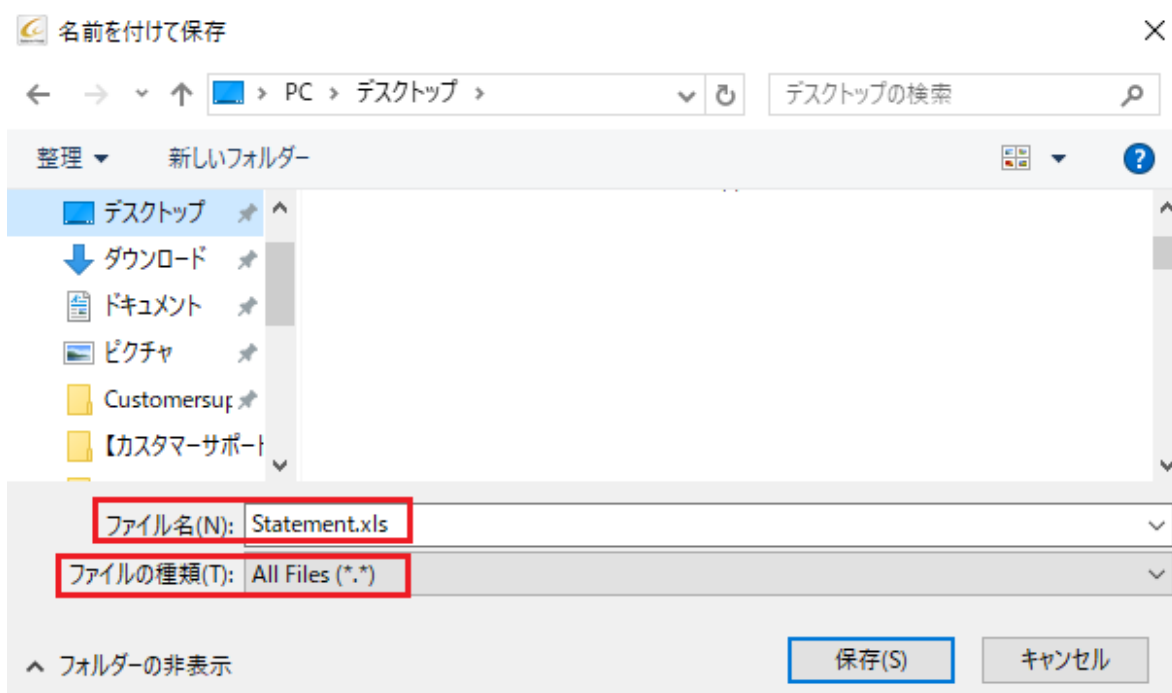 名前を付けて保存
PC デスクトップ
デスクトップの検索
整理
新しいフォルダー
デスクトップ
ダウンロード
ドキュメント
ピクチャ
Customersup
【カスタマーサポート
ファイル名(N): Statement.xls
ファイルの種類(T): All Files (*.*)
フォルダーの非表示
保存(S)
キャンセル